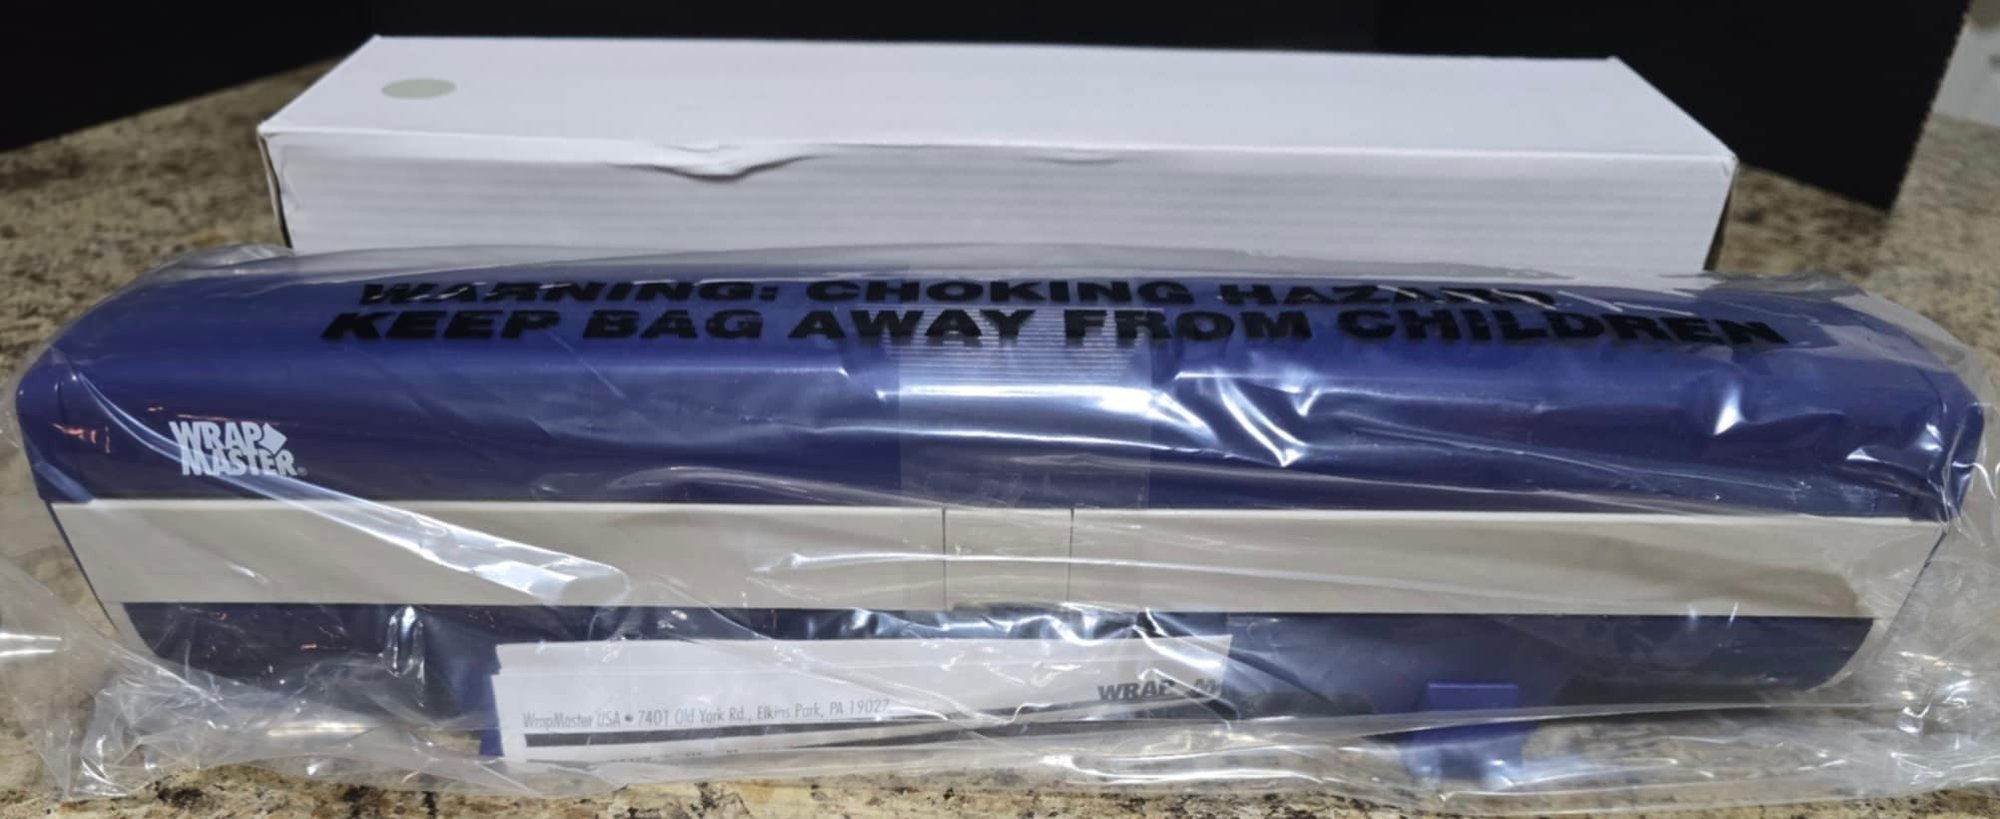 WARNING: CHOKING HAZARD
KEEP BAG AWAY FROM CHILDREN
WRAP
MASTER®
WRAP
WrapMaster USA • 7401 Old York Rd., Elkins Park, PA 19027